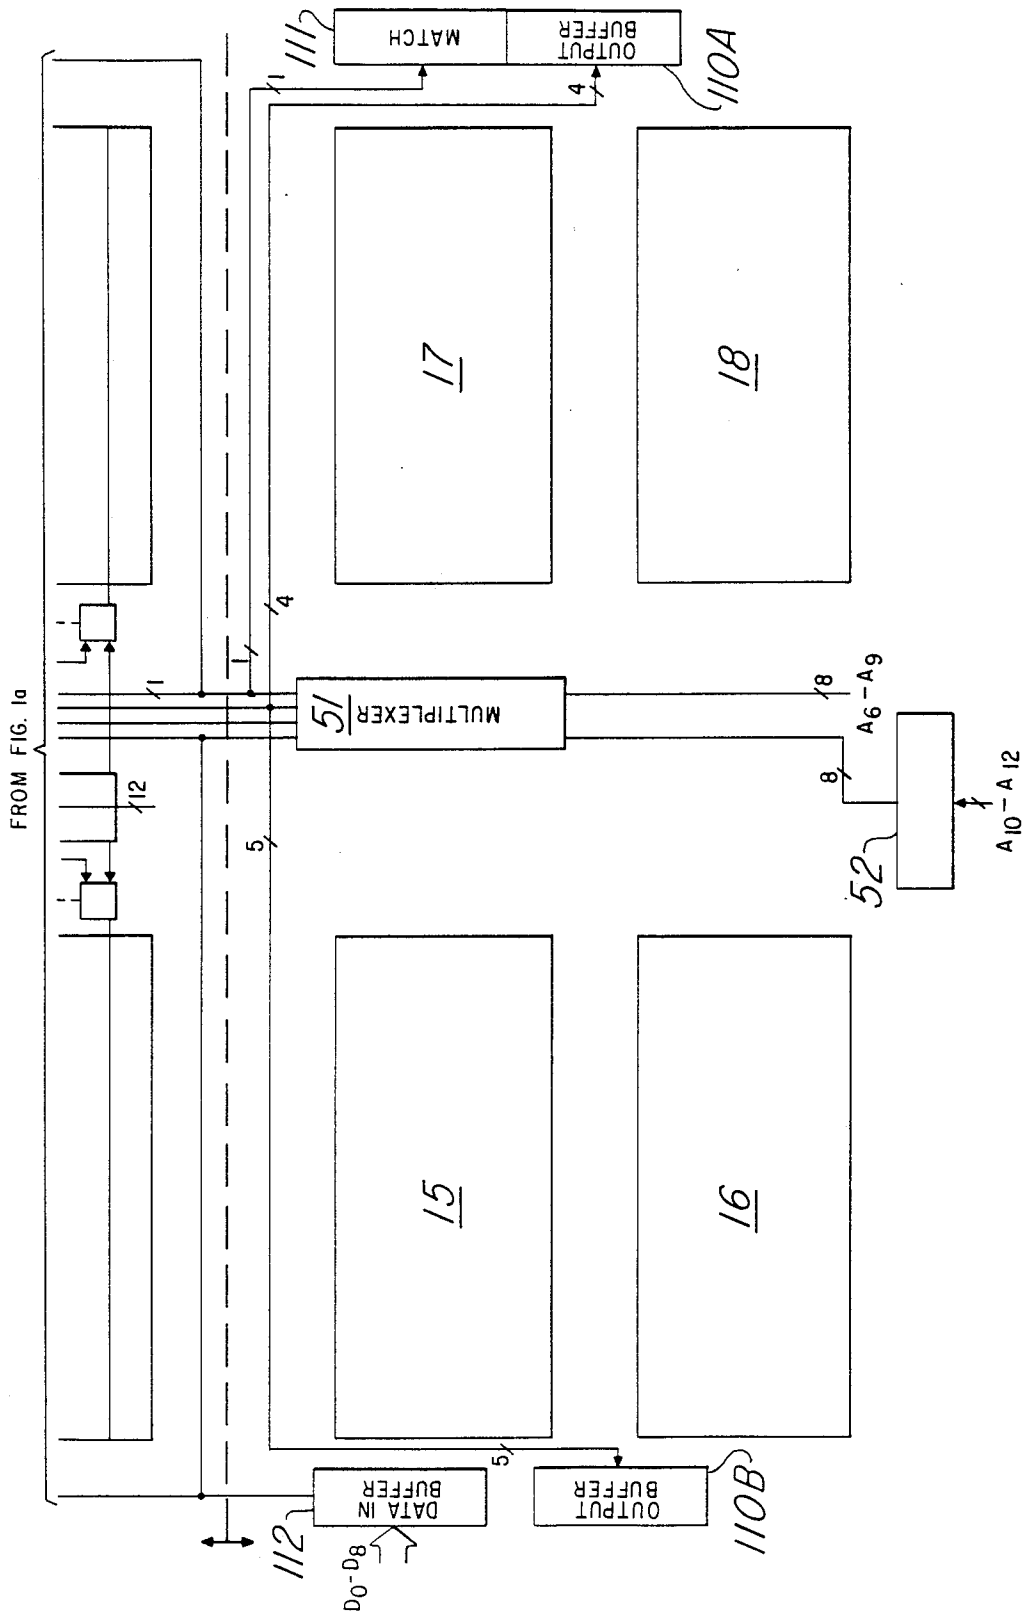 FROM FIG. 1a
12
1
1
4
5
1
4
111
MATCH
OUTPUT
BUFFER
110A
17
18
51
MULTIPLEXER
8
A6-A9
8
52
A10-A12
15
16
5
112
DATA IN
BUFFER
D0-D8
OUTPUT
BUFFER
110B